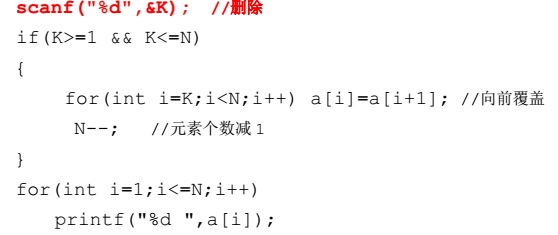 scanf("%d",&K); //删除
if(K>=1 && K<=N)
{
for(int i=K;i<N;i++) a[i]=a[i+1]; //向前覆盖
N--; //元素个数减1
}
for(int i=1;i<=N;i++)
printf("%d ",a[i]);